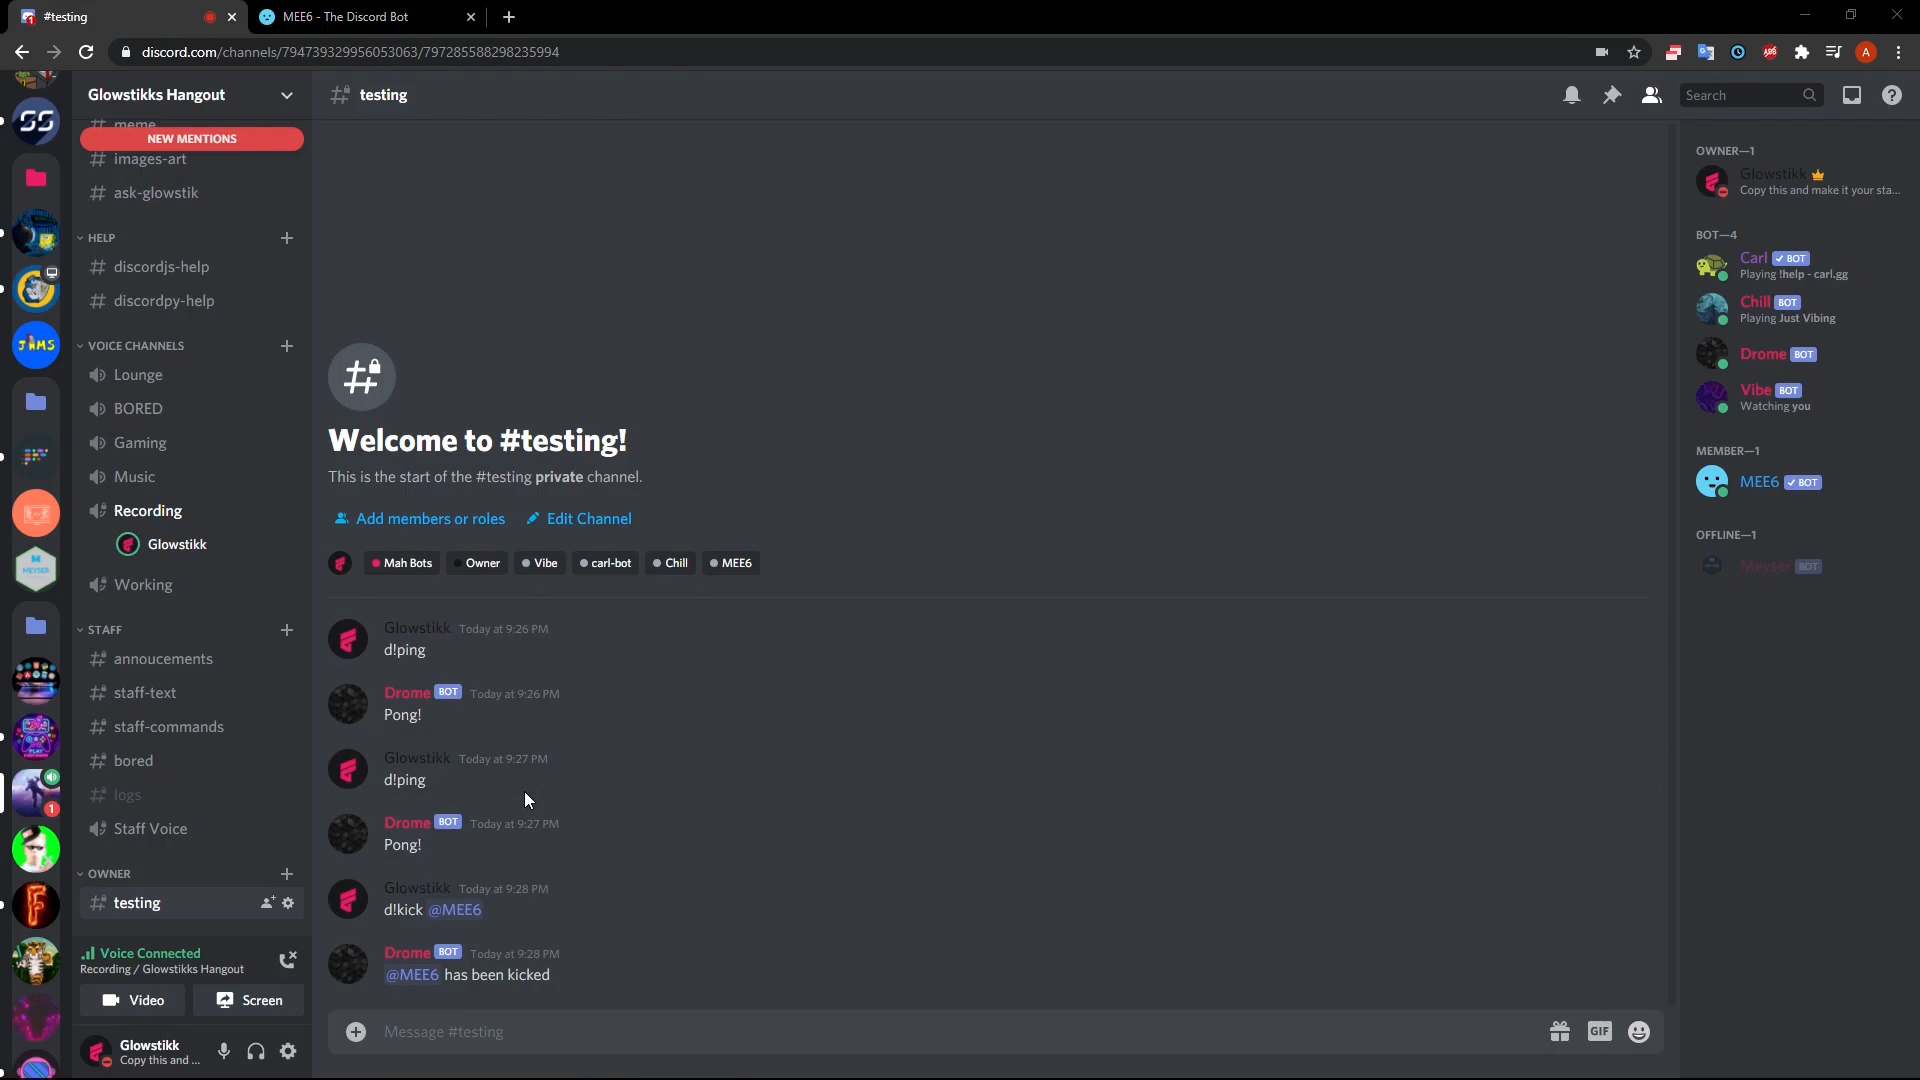 #testing
MEE6 - The Discord Bot
discord.com/channels/794739329956053063/797285588298235994
ABP
A
Glowstikks Hangout
meme
NEW MENTIONS
images-art
ask-glowstik
HELP
discordjs-help
discordpy-help
VOICE CHANNELS
Lounge
BORED
Gaming
Music
Recording
Glowstikk
Working
STAFF
annoucements
staff-text
staff-commands
bored
logs
Staff Voice
OWNER
testing
Voice Connected
Recording / Glowstikks Hangout
Video
Screen
Glowstikk
Copy this and ...
JAMS
MEYSER
1
testing
Search
Welcome to #testing!
This is the start of the #testing private channel.
Add members or roles
Edit Channel
Mah Bots
Owner
Vibe
carl-bot
Chill
MEE6
Glowstikk Today at 9:26 PM
d!ping
Drome BOT Today at 9:26 PM
Pong!
Glowstikk Today at 9:27 PM
d!ping
Drome BOT Today at 9:27 PM
Pong!
Glowstikk Today at 9:28 PM
d!kick @MEE6
Drome BOT Today at 9:28 PM
@MEE6 has been kicked
Message #testing
GIF
OWNER—1
Glowstikk
Copy this and make it your sta...
BOT—4
Carl BOT
Playing !help - carl.gg
Chill BOT
Playing Just Vibing
Drome BOT
Vibe BOT
Watching you
MEMBER—1
MEE6 BOT
OFFLINE—1
Meyser BOT